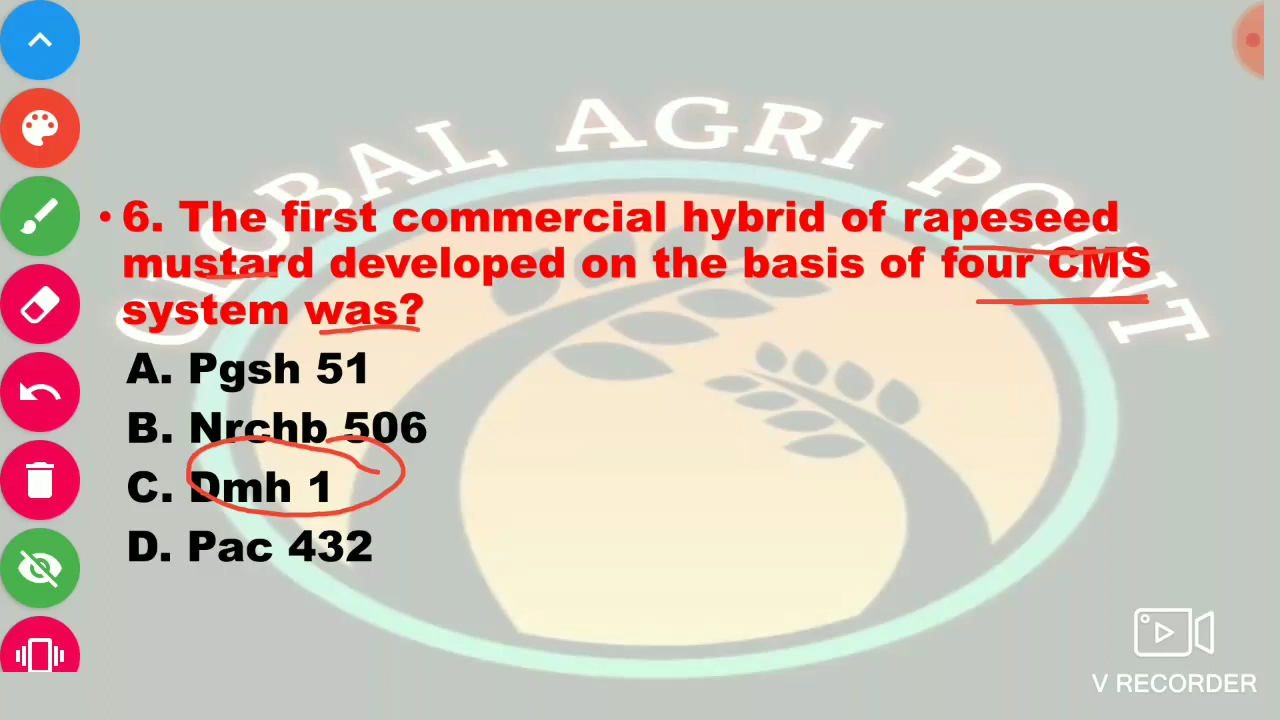 GLOBAL AGRI POINT
• 6. The first commercial hybrid of rapeseed
mustard developed on the basis of four CMS
system was?
A. Pgsh 51
B. Nrchb 506
C. Dmh 1
D. Pac 432
V RECORDER